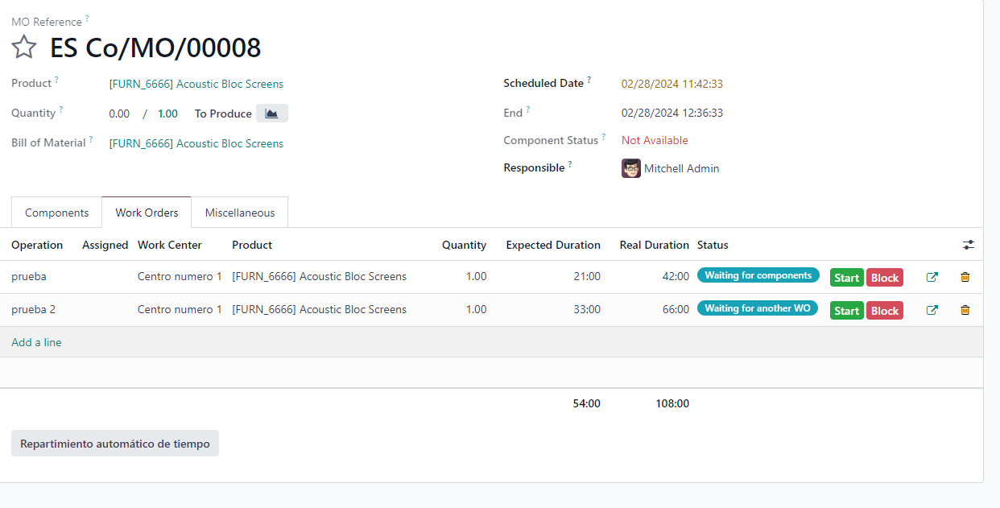 MO Reference ?
ES Co/MO/00008
Product ? [FURN_6666] Acoustic Bloc Screens
Scheduled Date ? 02/28/2024 11:42:33
Quantity ? 0.00 / 1.00 To Produce
End ? 02/28/2024 12:36:33
Bill of Material ? [FURN_6666] Acoustic Bloc Screens
Component Status ? Not Available
Responsible ? Mitchell Admin
Components Work Orders Miscellaneous
Operation Assigned Work Center Product Quantity Expected Duration Real Duration Status
prueba Centro numero 1 [FURN_6666] Acoustic Bloc Screens 1.00 21:00 42:00 Waiting for components Start Block
prueba 2 Centro numero 1 [FURN_6666] Acoustic Bloc Screens 1.00 33:00 66:00 Waiting for another WO Start Block
Add a line
54:00 108:00
Repartimiento automático de tiempo